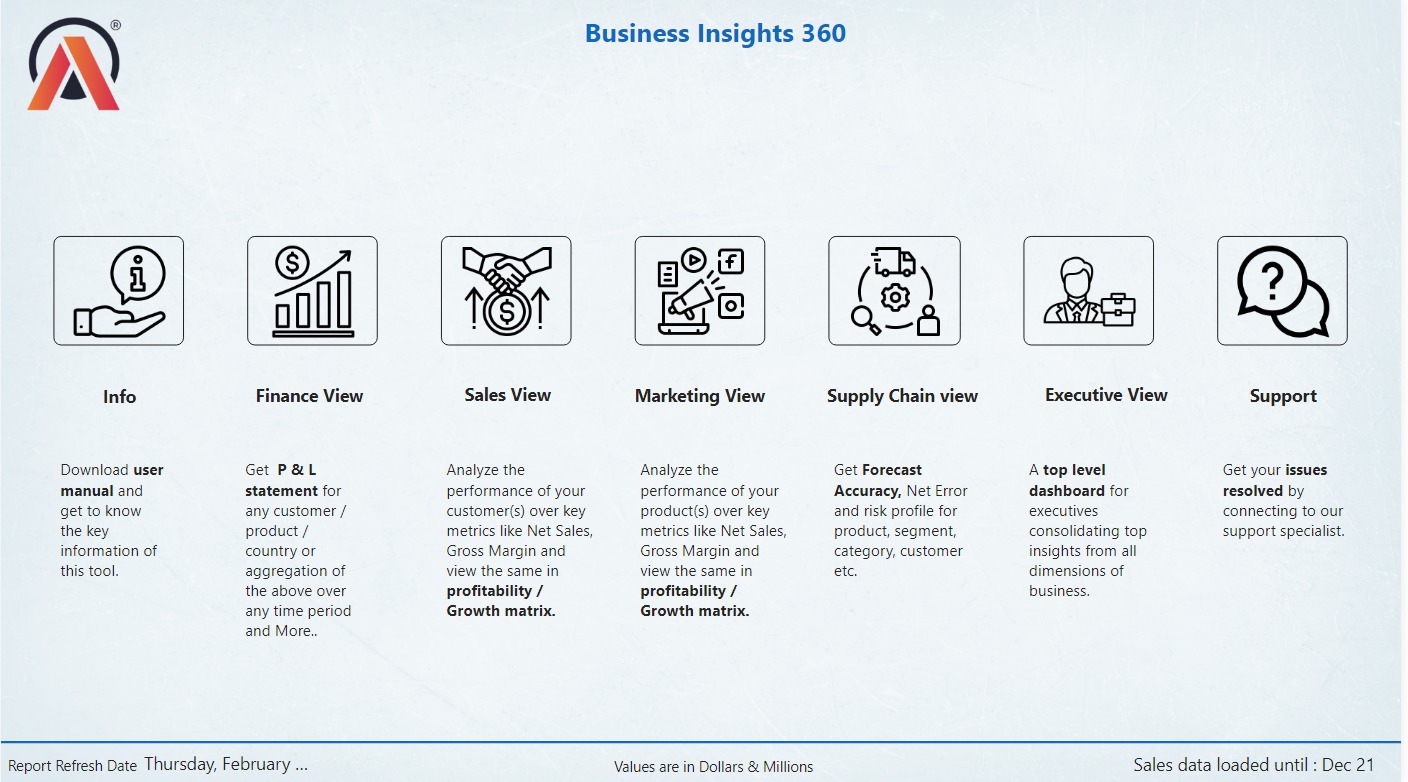 ®
Business Insights 360
Info
Finance View
Sales View
Marketing View
Supply Chain view
Executive View
Support
Download user
manual and
get to know
the key
information of
this tool.
Get P & L
statement for
any customer /
product /
country or
aggregation of
the above over
any time period
and More..
Analyze the
performance of your
customer(s) over key
metrics like Net Sales,
Gross Margin and
view the same in
profitability /
Growth matrix.
Analyze the
performance of your
product(s) over key
metrics like Net Sales,
Gross Margin and
view the same in
profitability /
Growth matrix.
Get Forecast
Accuracy, Net Error
and risk profile for
product, segment,
category, customer
etc.
A top level
dashboard for
executives
consolidating top
insights from all
dimensions of
business.
Get your issues
resolved by
connecting to our
support specialist.
Report Refresh Date Thursday, February ...
Values are in Dollars & Millions
Sales data loaded until : Dec 21